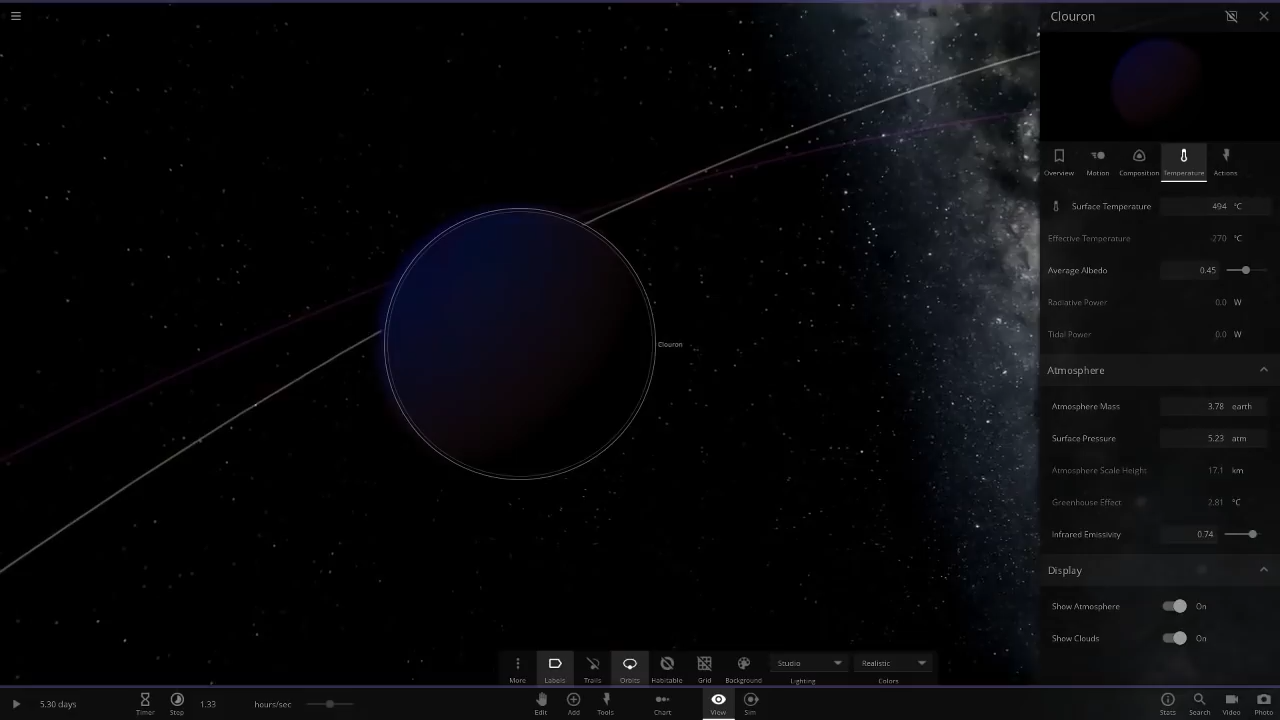 Clouron
Overview Motion Composition Temperature Actions
Surface Temperature 494 °C
Effective Temperature -270 °C
Average Albedo 0.45
Radiative Power 0.0 W
Tidal Power 0.0 W
Atmosphere
Atmosphere Mass 3.78 earth
Surface Pressure 5.23 atm
Atmosphere Scale Height 17.1 km
Greenhouse Effect 2.81 °C
Infrared Emissivity 0.74
Display
Show Atmosphere On
Show Clouds On
Clouron
More Labels Trails Orbits Habitable Grid Background
Studio Realistic
Lighting Colors
5.30 days Timer Step 1.33 hours/sec Edit Add Tools Chart View Sim Stats Search Video Photo